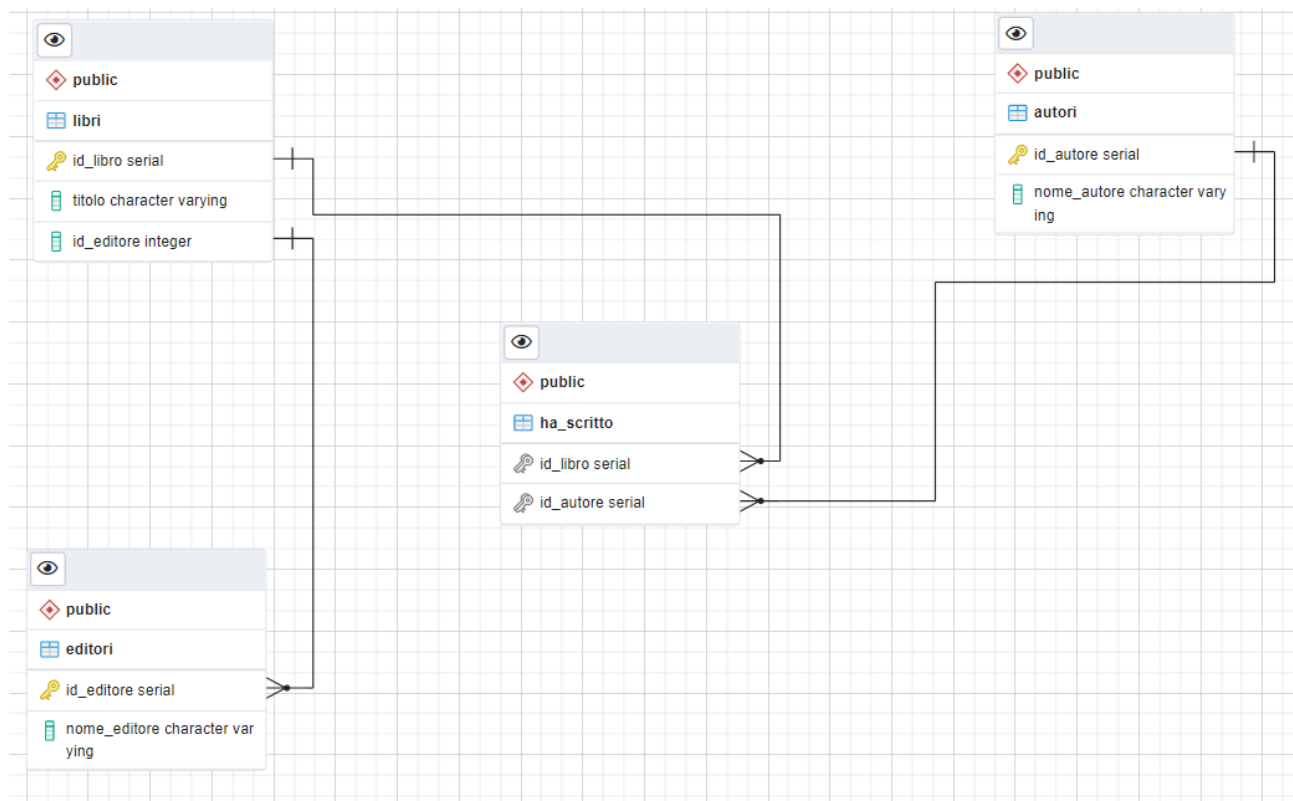 public
libri
id_libro serial
titolo character varying
id_editore integer
public
autori
id_autore serial
nome_autore character vary
ing
public
ha_scritto
id_libro serial
id_autore serial
public
editori
id_editore serial
nome_editore character var
ying